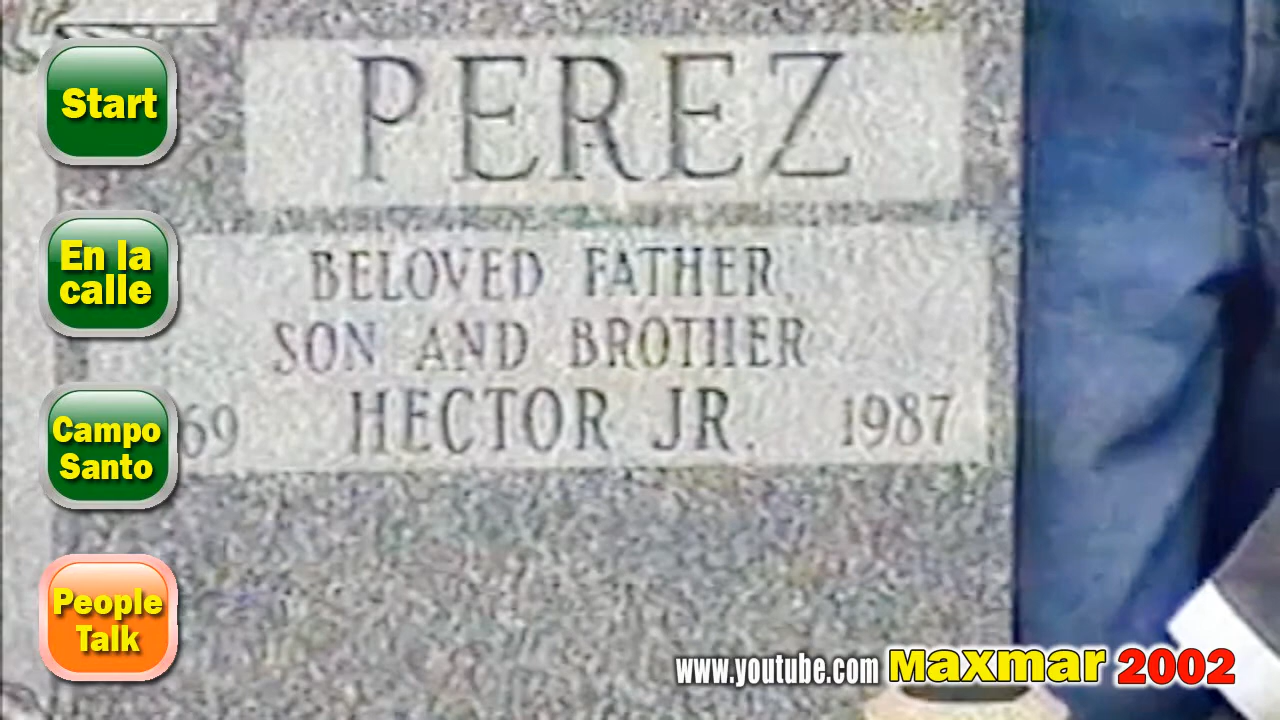 PEREZ
BELOVED FATHER,
SON AND BROTHER
69 HECTOR JR. 1987
Start
En la
calle
Campo
Santo
People
Talk
www.youtube.com Maxmar 2002